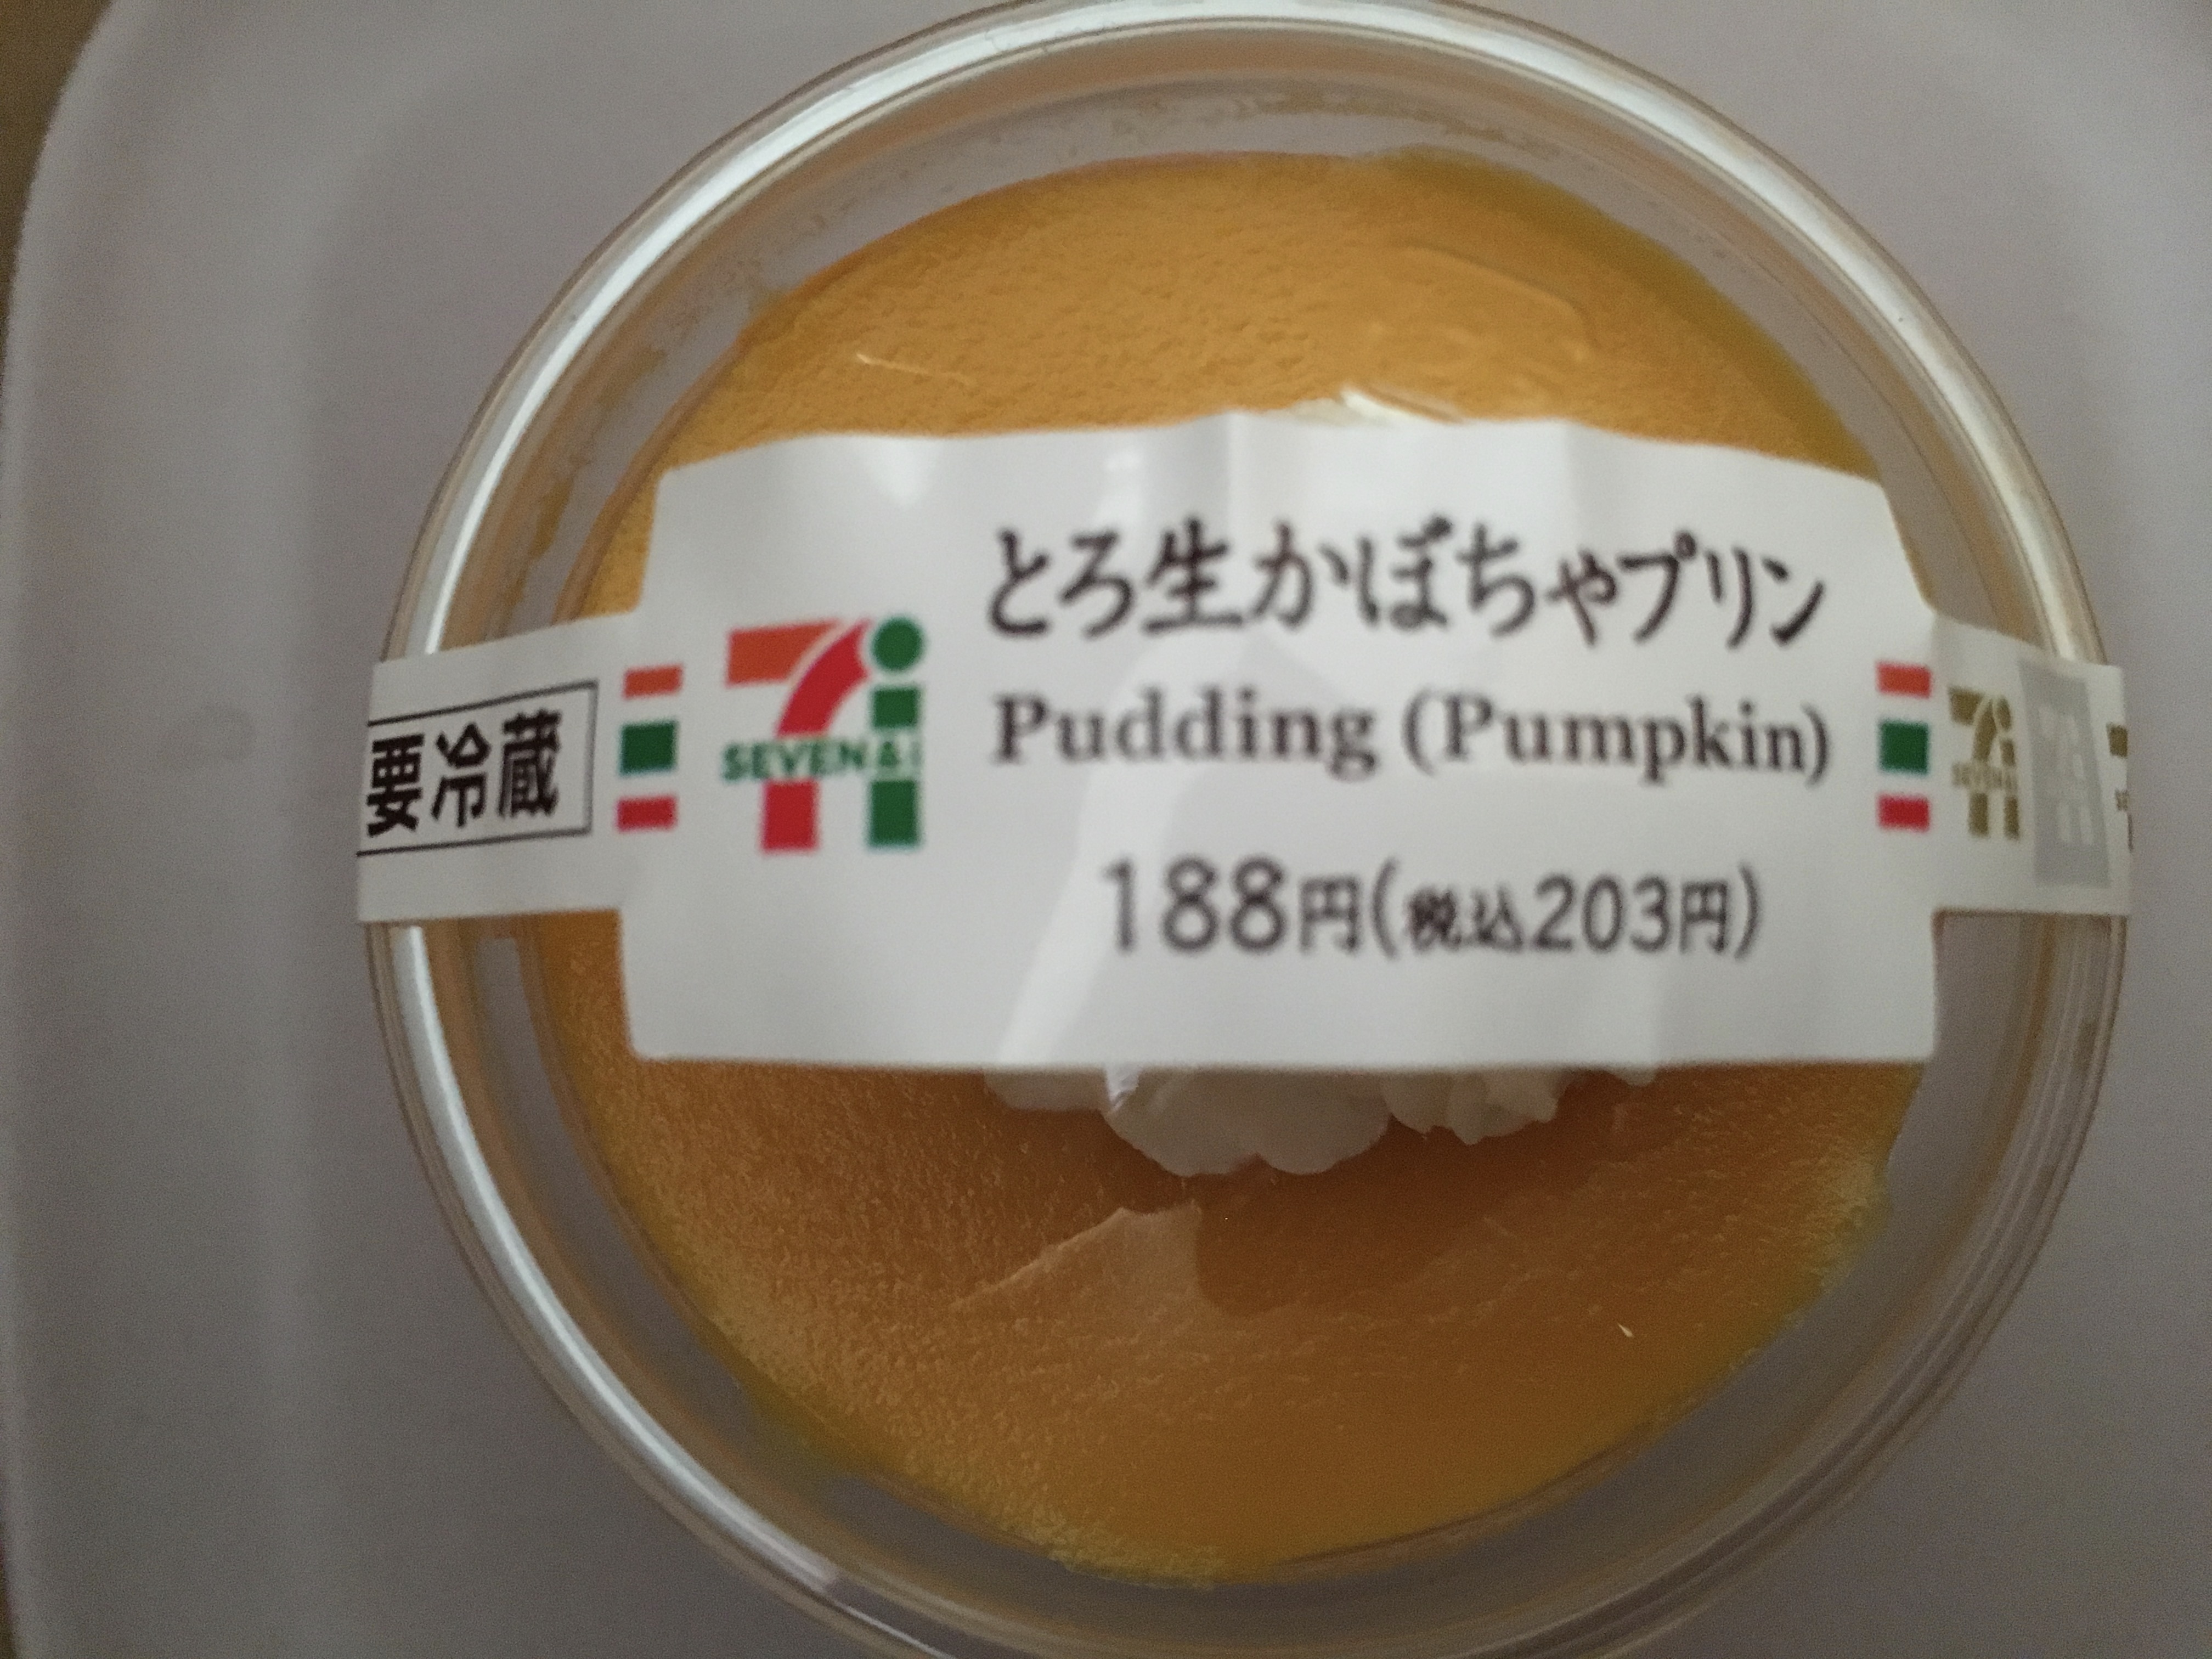 とろ生かぼちゃプリン
Pudding (Pumpkin)
188円(税込203円)
要冷蔵
SEVEN&i